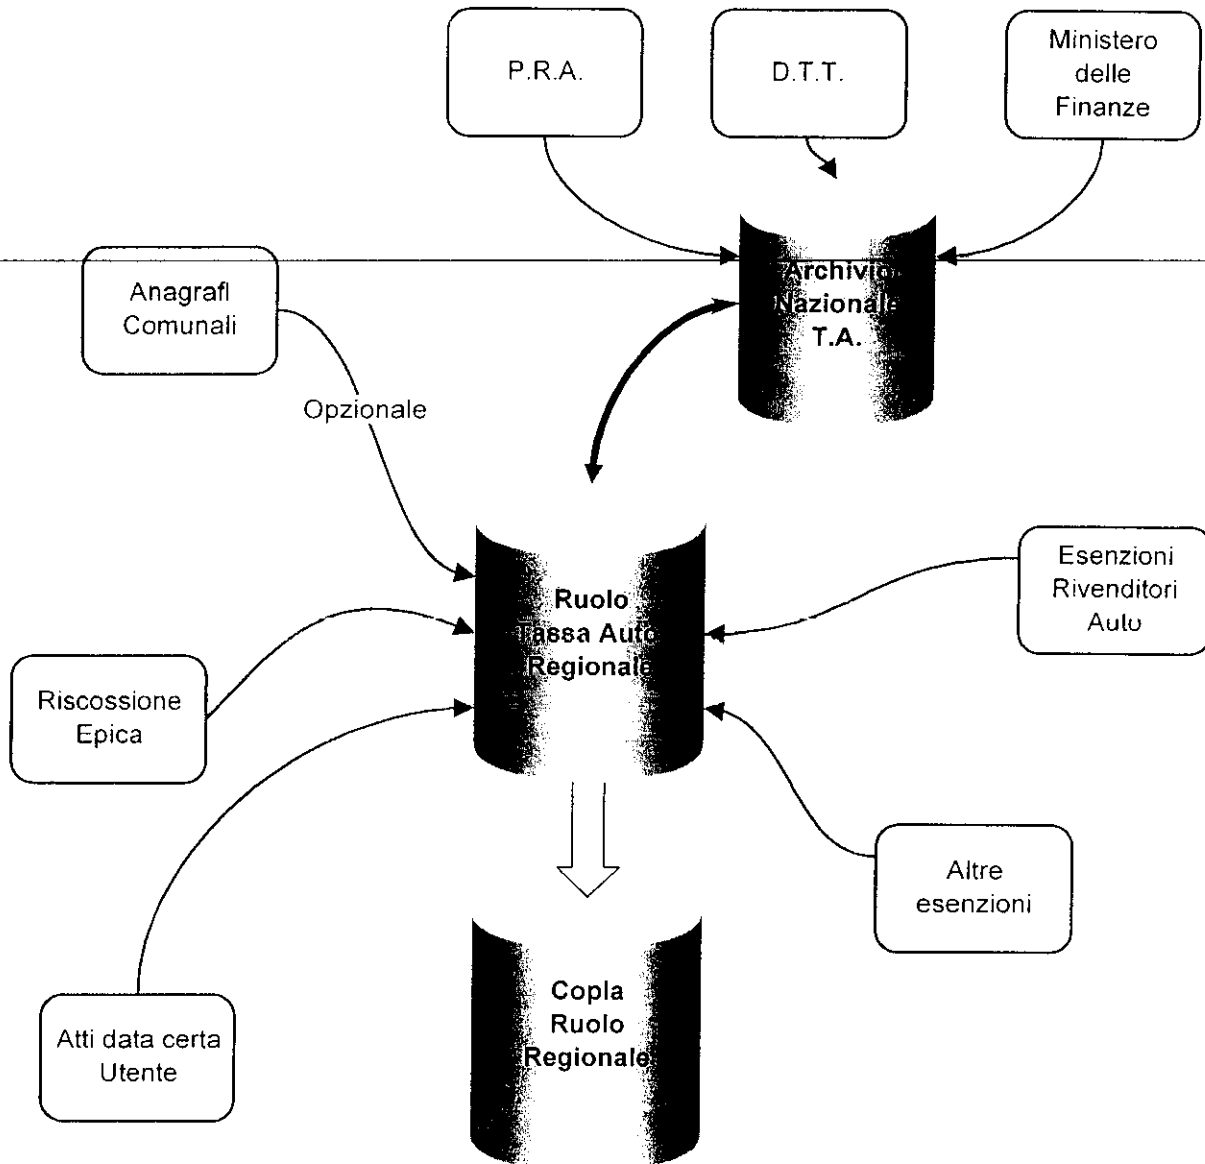 P.R.A.
D.T.T.
Ministero
delle
Finanze
Archivio
Nazionale
T.A.
AnagrafI
Comunali
Opzionale
Ruolo
Tassa Auto
Regionale
Esenzioni
Rivenditori
Auto
Riscossione
Epica
Altre
esenzioni
Atti data certa
Utente
Copla
Ruolo
Regionale